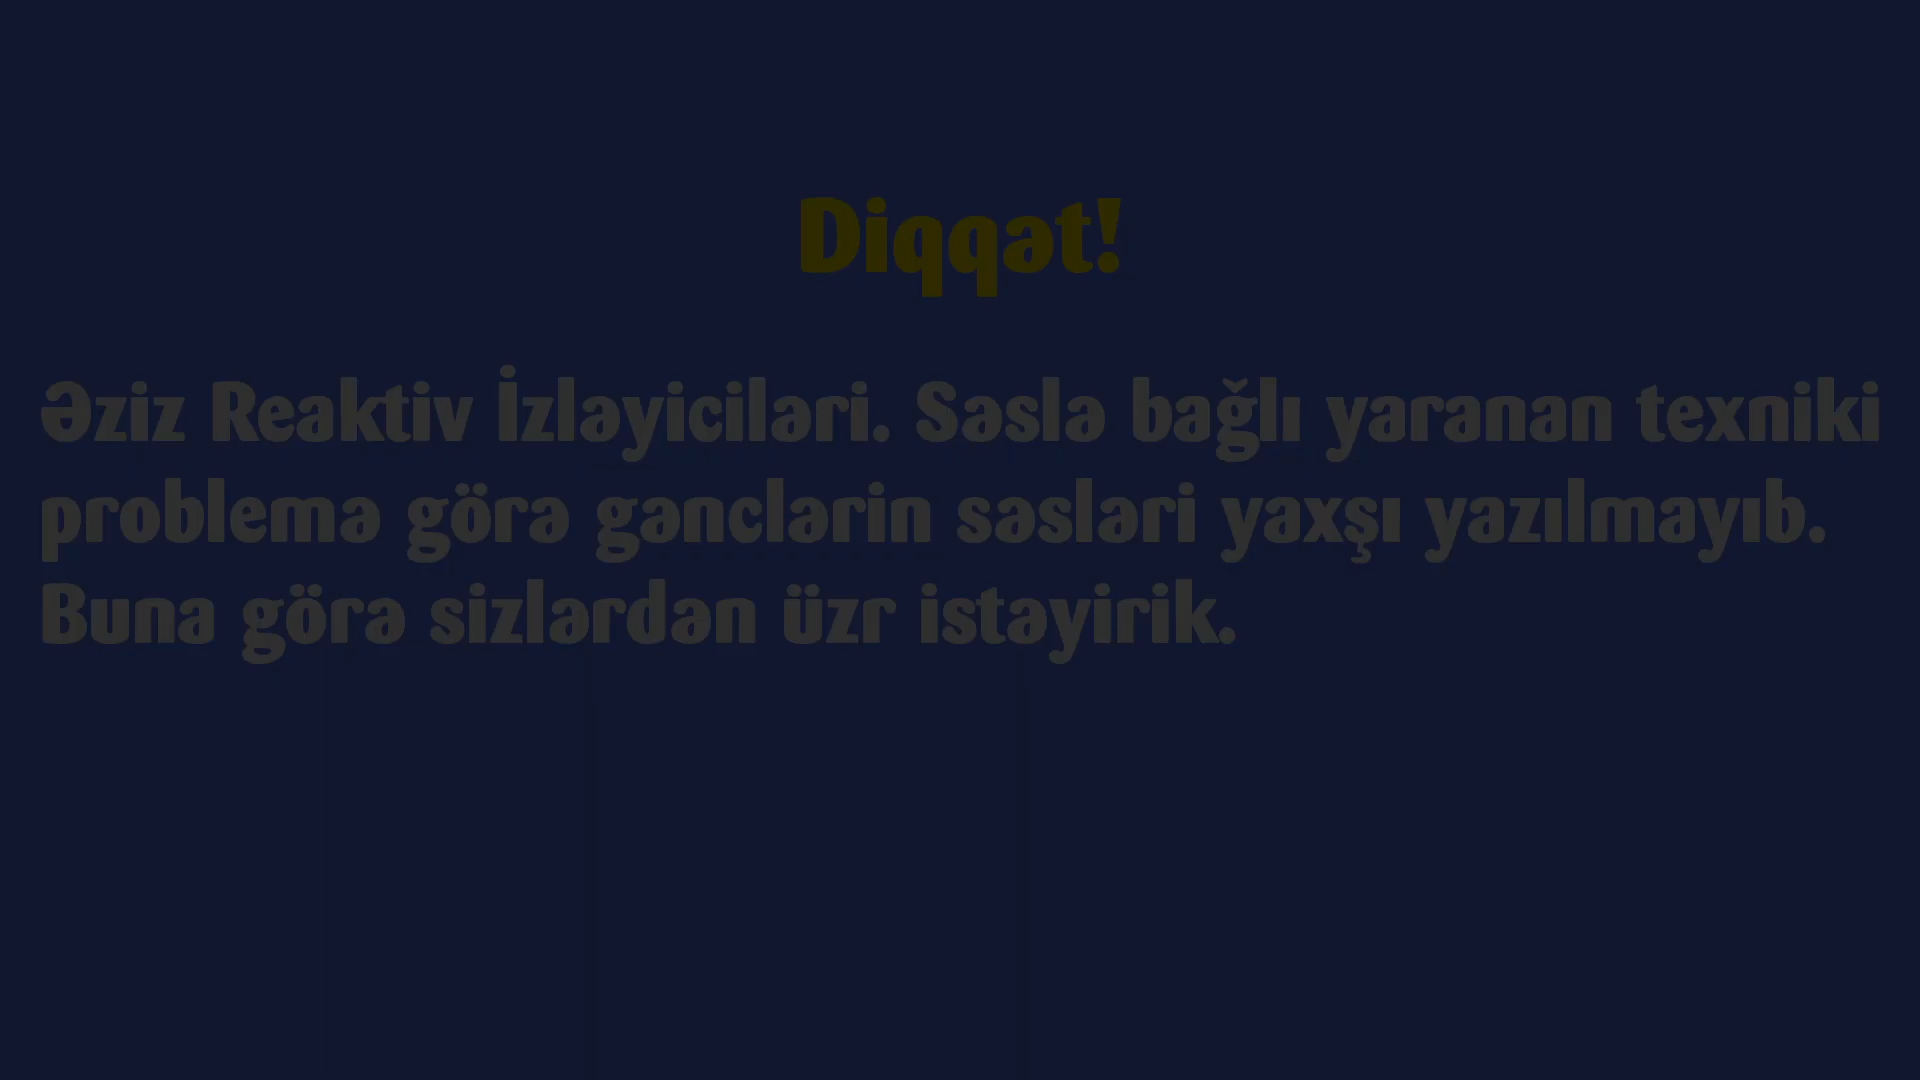 Diqqət!
Əziz Reaktiv İzləyiciləri. Səslə bağlı yaranan texniki
problemə görə gənclərin səsləri yaxşı yazılmayıb.
Buna görə sizlərdən üzr istəyirik.